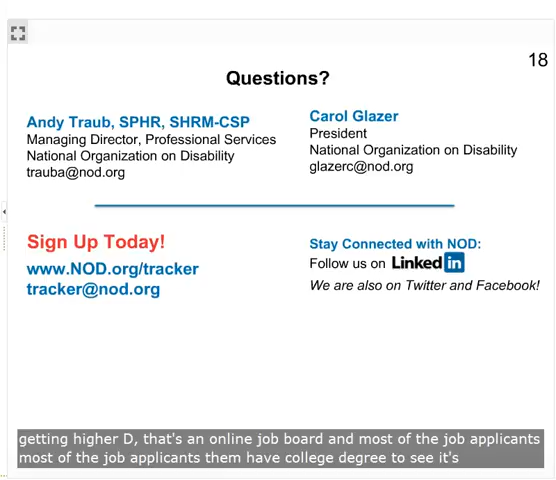 18
Questions?
Andy Traub, SPHR, SHRM-CSP
Managing Director, Professional Services
National Organization on Disability
trauba@nod.org
Carol Glazer
President
National Organization on Disability
glazerc@nod.org
Sign Up Today!
www.NOD.org/tracker
tracker@nod.org
Stay Connected with NOD:
Follow us on Linked in
We are also on Twitter and Facebook!
getting higher D, that's an online job board and most of the job applicants
most of the job applicants them have college degree to see it's